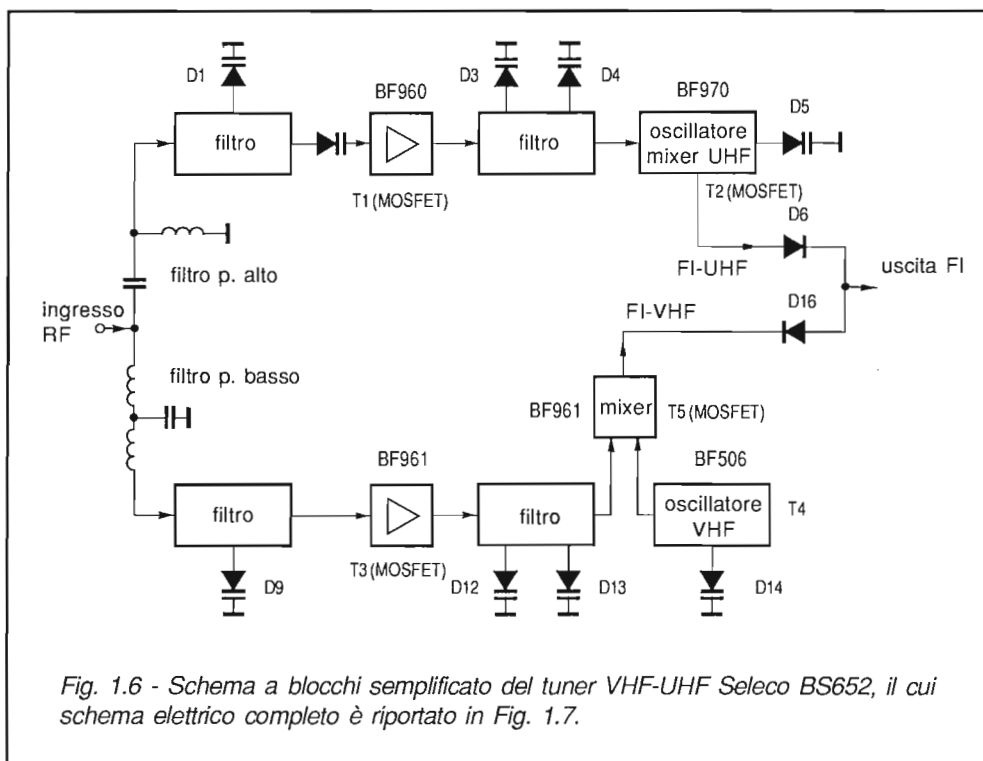 D1
D3
D4
BF960
BF970
D5
filtro
filtro
oscillatore
mixer UHF
T1 (MOSFET)
T2 (MOSFET)
D6
filtro p. alto
FI-UHF
uscita FI
ingresso
RF
FI-VHF
D16
filtro p. basso
BF961
mixer
T5 (MOSFET)
BF961
BF506
filtro
filtro
oscillatore
VHF
T4
T3 (MOSFET)
D9
D12
D13
D14
Fig. 1.6 - Schema a blocchi semplificato del tuner VHF-UHF Seleco BS652, il cui
schema elettrico completo è riportato in Fig. 1.7.